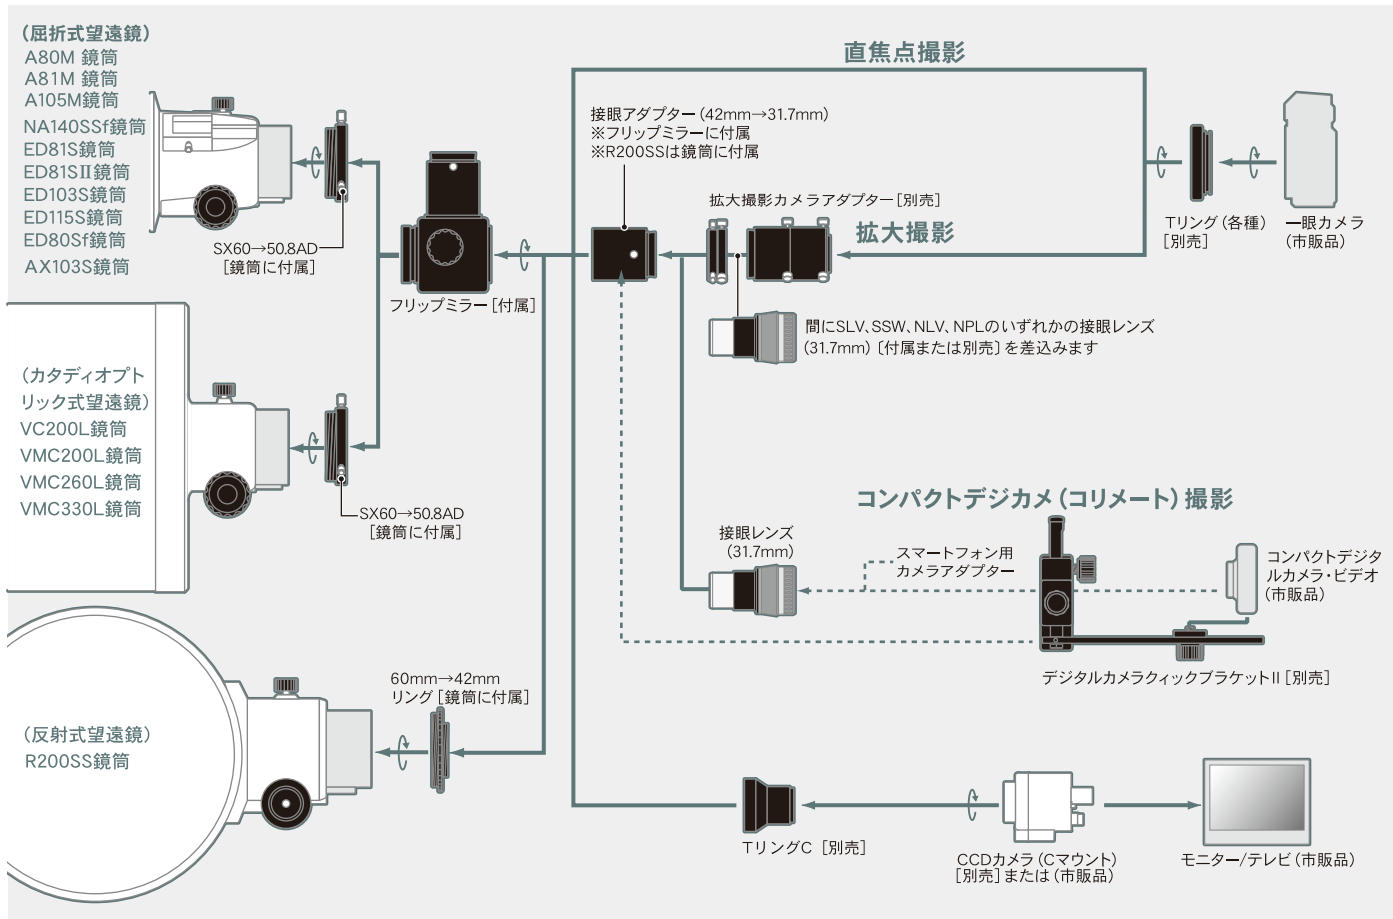 (屈折式望遠鏡)
A80M 鏡筒
A81M 鏡筒
A105M鏡筒
NA140SSf鏡筒
ED81S鏡筒
ED81SⅡ鏡筒
ED103S鏡筒
ED115S鏡筒
ED80Sf鏡筒
AX103S鏡筒
SX60→50.8AD
[鏡筒に付属]
フリップミラー[付属]
接眼アダプター(42mm→31.7mm)
※フリップミラーに付属
※R200SSは鏡筒に付属
直焦点撮影
拡大撮影カメラアダプター[別売]
拡大撮影
Tリング(各種)
[別売]
一眼カメラ
(市販品)
間にSLV、SSW、NLV、NPLのいずれかの接眼レンズ
(31.7mm)〔付属または別売〕を差込みます
(カタディオプト
リック式望遠鏡)
VC200L鏡筒
VMC200L鏡筒
VMC260L鏡筒
VMC330L鏡筒
SX60→50.8AD
[鏡筒に付属]
コンパクトデジカメ(コリメート)撮影
接眼レンズ
(31.7mm)
スマートフォン用
カメラアダプター
コンパクトデジタ
ルカメラ・ビデオ
(市販品)
デジタルカメラクィックブラケットⅡ[別売]
(反射式望遠鏡)
R200SS鏡筒
60mm→42mm
リング[鏡筒に付属]
TリングC [別売]
CCDカメラ(Cマウント)
[別売]または(市販品)
モニター/テレビ(市販品)